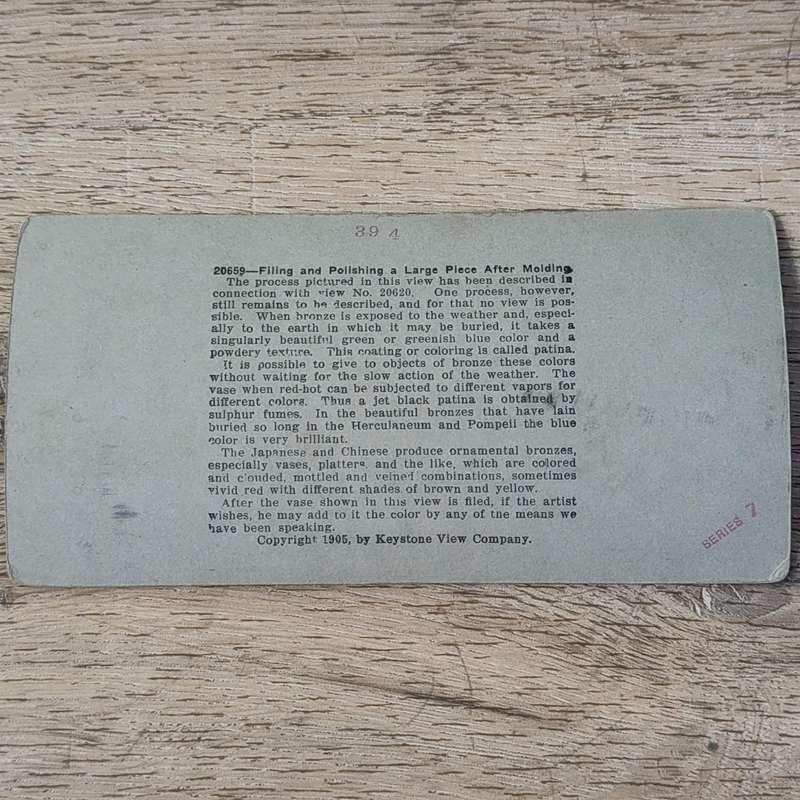 394
20659—Filing and Polishing a Large Piece After Molding.
The process pictured in this view has been described in
connection with view No. 20620. One process, however,
still remains to be described, and for that no view is pos-
sible. When bronze is exposed to the weather and, especi-
ally to the earth in which it may be buried, it takes a
singularly beautiful green or greenish blue color and a
powdery texture. This coating or coloring is called patina.
It is possible to give to objects of bronze these colors
without waiting for the slow action of the weather. The
vase when red-hot can be subjected to different vapors for
different colors. Thus a jet black patina is obtained by
sulphur fumes. In the beautiful bronzes that have lain
buried so long in the Herculaneum and Pompeii the blue
color is very brilliant.
The Japanese and Chinese produce ornamental bronzes,
especially vases, platters, and the like, which are colored
and clouded, mottled and veined combinations, sometimes
vivid red with different shades of brown and yellow.
After the vase shown in this view is filed, if the artist
wishes, he may add to it the color by any of the means we
have been speaking.
Copyright 1905, by Keystone View Company.
SERIES 7